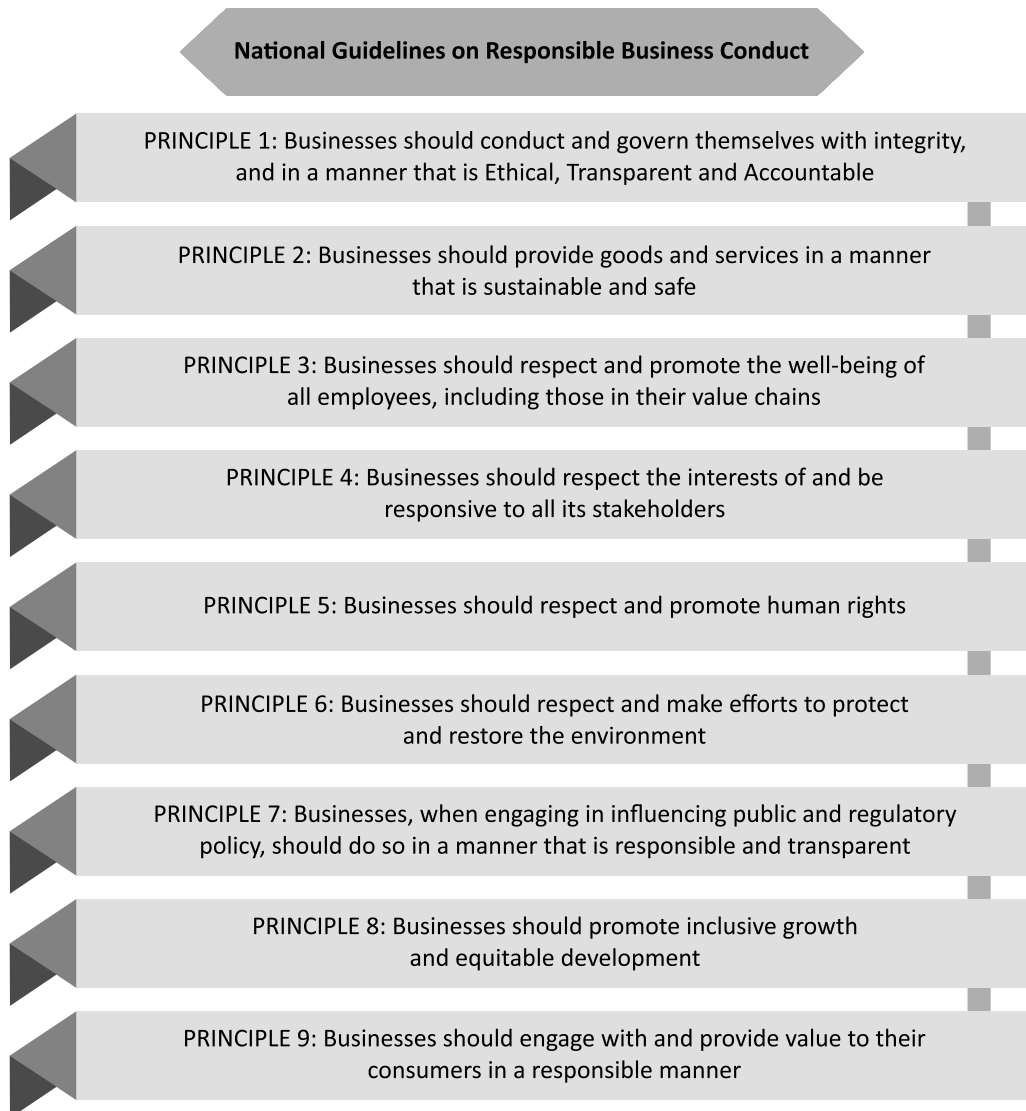 National Guidelines on Responsible Business Conduct
PRINCIPLE 1: Businesses should conduct and govern themselves with integrity,
and in a manner that is Ethical, Transparent and Accountable
PRINCIPLE 2: Businesses should provide goods and services in a manner
that is sustainable and safe
PRINCIPLE 3: Businesses should respect and promote the well-being of
all employees, including those in their value chains
PRINCIPLE 4: Businesses should respect the interests of and be
responsive to all its stakeholders
PRINCIPLE 5: Businesses should respect and promote human rights
PRINCIPLE 6: Businesses should respect and make efforts to protect
and restore the environment
PRINCIPLE 7: Businesses, when engaging in influencing public and regulatory
policy, should do so in a manner that is responsible and transparent
PRINCIPLE 8: Businesses should promote inclusive growth
and equitable development
PRINCIPLE 9: Businesses should engage with and provide value to their
consumers in a responsible manner